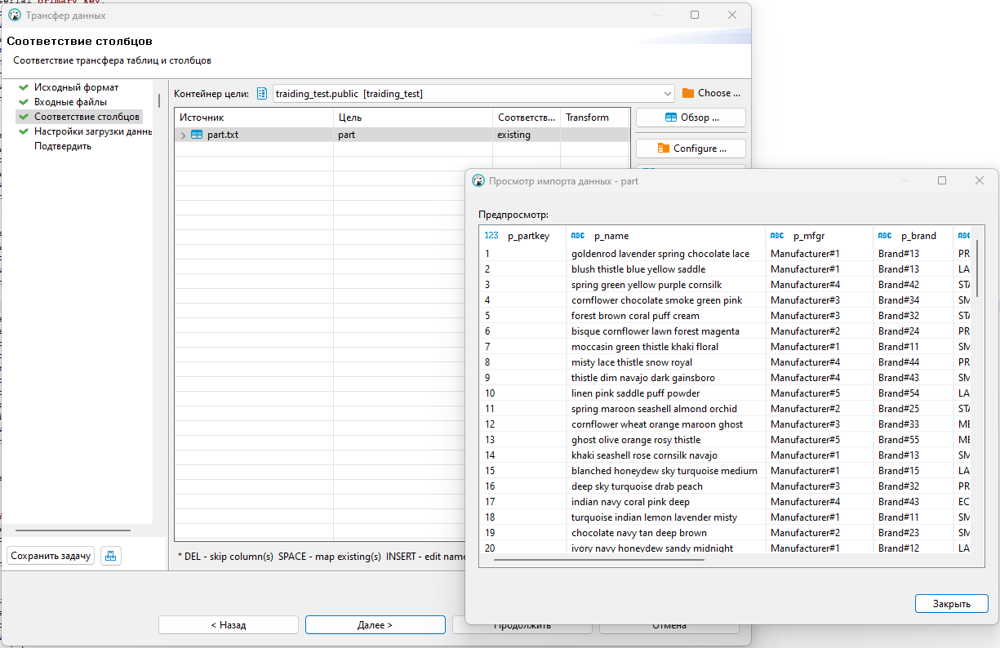 serial primary key,
Трансфер данных
Соответствие столбцов
Соответствие трансфера таблиц и столбцов
Исходный формат
Входные файлы
Соответствие столбцов
Настройки загрузки данны
Подтвердить
Контейнер цели:
traiding_test.public [traiding_test]
Choose ...
Источник Цель Соответств... Transform
part.txt part existing
Обзор ...
Configure ...
Просмотр импорта данных - part
Предпросмотр:
123 p_partkey ABC p_name ABC p_mfgr ABC p_brand ABC
1 goldenrod lavender spring chocolate lace Manufacturer#1 Brand#13 PR
2 blush thistle blue yellow saddle Manufacturer#1 Brand#13 LA
3 spring green yellow purple cornsilk Manufacturer#4 Brand#42 STA
4 cornflower chocolate smoke green pink Manufacturer#3 Brand#34 SM
5 forest brown coral puff cream Manufacturer#3 Brand#32 STA
6 bisque cornflower lawn forest magenta Manufacturer#2 Brand#24 PR
7 moccasin green thistle khaki floral Manufacturer#1 Brand#11 SM
8 misty lace thistle snow royal Manufacturer#4 Brand#44 PR
9 thistle dim navajo dark gainsboro Manufacturer#4 Brand#43 SM
10 linen pink saddle puff powder Manufacturer#5 Brand#54 LA
11 spring maroon seashell almond orchid Manufacturer#2 Brand#25 STA
12 cornflower wheat orange maroon ghost Manufacturer#3 Brand#33 ME
13 ghost olive orange rosy thistle Manufacturer#5 Brand#55 ME
14 khaki seashell rose cornsilk navajo Manufacturer#1 Brand#13 SM
15 blanched honeydew sky turquoise medium Manufacturer#1 Brand#15 LA
16 deep sky turquoise drab peach Manufacturer#3 Brand#32 PR
17 indian navy coral pink deep Manufacturer#4 Brand#43 EC
18 turquoise indian lemon lavender misty Manufacturer#1 Brand#11 SM
19 chocolate navy tan deep brown Manufacturer#2 Brand#23 SM
20 ivory navy honeydew sandy midnight Manufacturer#1 Brand#12 LA
Закрыть
* DEL - skip column(s) SPACE - map existing(s) INSERT - edit name
Сохранить задачу
< Назад
Далее >
Продолжить
Отмена